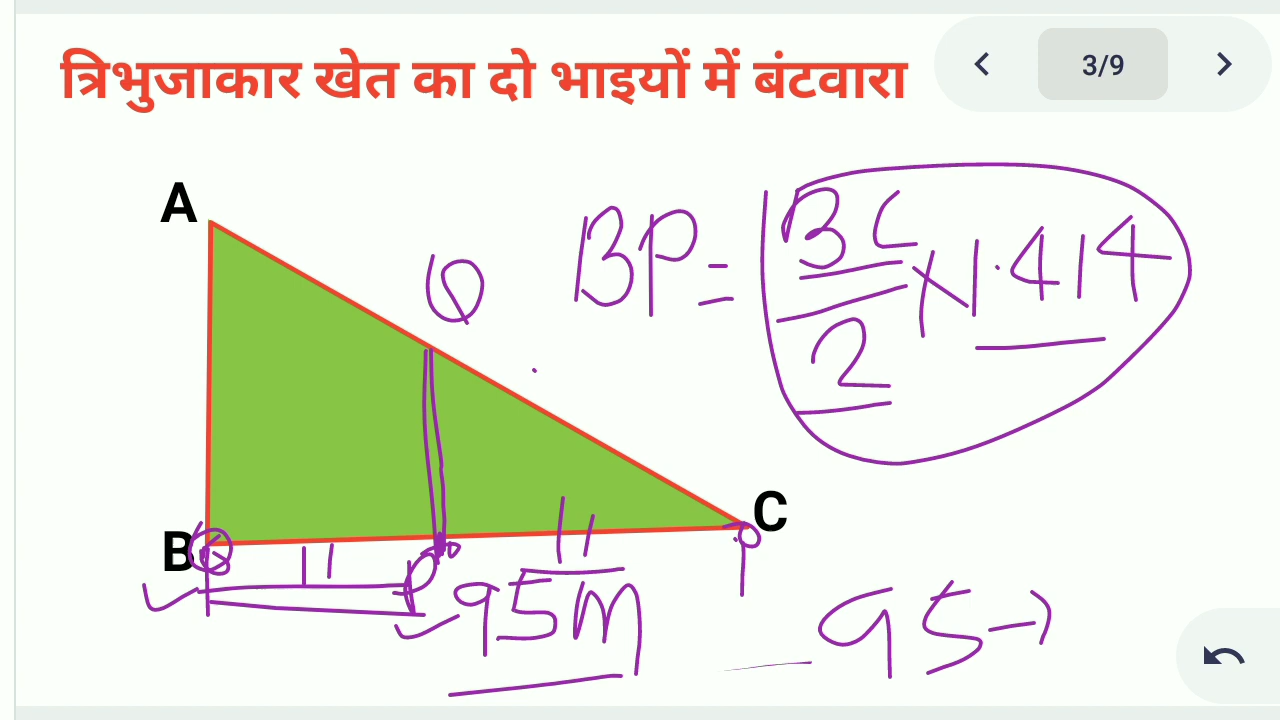 त्रिभुजाकार खेत का दो भाइयों में बंटवारा
3/9
A
Q
BP = BC/2 × 1.414
B
C
P
95m
95